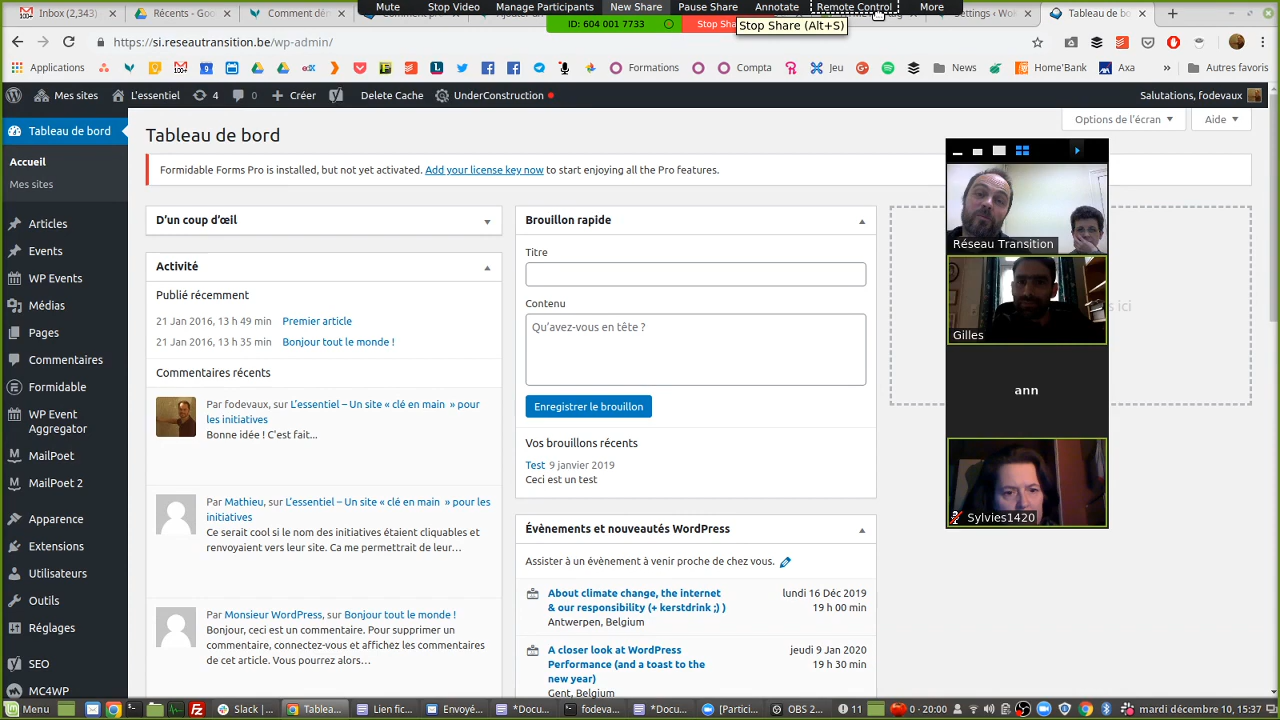 Mute Stop Video Manage Participants New Share Pause Share Annotate Remote Control More
ID: 604 001 7733 Stop Sha
Stop Share (Alt+S)
Inbox (2,343)
Récents - Goo
Comment dém
Tableau de bo
https://si.reseautransition.be/wp-admin/
Applications Formations Compta Jeu News Home'Bank Axa » Autres favoris
Mes sites L'essentiel 4 0 Créer Delete Cache UnderConstruction Salutations, fodevaux
Tableau de bord
Accueil
Mes sites
Articles
Events
WP Events
Médias
Pages
Commentaires
Formidable
WP Event
Aggregator
MailPoet
MailPoet 2
Apparence
Extensions
Utilisateurs
Outils
Réglages
SEO
MC4WP
Options de l'écran ▼ Aide ▼
Tableau de bord
Formidable Forms Pro is installed, but not yet activated. Add your license key now to start enjoying all the Pro features.
D'un coup d'œil
Activité
Publié récemment
21 Jan 2016, 13 h 49 min Premier article
21 Jan 2016, 13 h 35 min Bonjour tout le monde !
Commentaires récents
Par fodevaux, sur L'essentiel – Un site « clé en main » pour
les initiatives
Bonne idée ! C'est fait...
Par Mathieu, sur L'essentiel – Un site « clé en main » pour les
initiatives
Ce serait cool si le nom des initiatives étaient cliquables et
renvoyaient vers leur site. Ca me permettrait de leur…
Par Monsieur WordPress, sur Bonjour tout le monde !
Bonjour, ceci est un commentaire. Pour supprimer un
commentaire, connectez-vous et affichez les commentaires
de cet article. Vous pourrez alors…
Brouillon rapide
Titre
Contenu
Qu'avez-vous en tête ?
Enregistrer le brouillon
Vos brouillons récents
Test 9 janvier 2019
Ceci est un test
Évènements et nouveautés WordPress
Assister à un évènement à venir proche de chez vous.
About climate change, the internet
& our responsibility (+ kerstdrink ;) )
Antwerpen, Belgium
lundi 16 Déc 2019
19 h 00 min
A closer look at WordPress
Performance (and a toast to the
new year)
Gent, Belgium
jeudi 9 Jan 2020
19 h 30 min
s ici
Réseau Transition
Gilles
ann
Sylvies1420
Menu Slack |... Tablea... Lien fic... Envoyé... *Docu... fodeva... *Docu... [Partici... OBS 2... 11 0 - 20:00 mardi décembre 10, 15:37